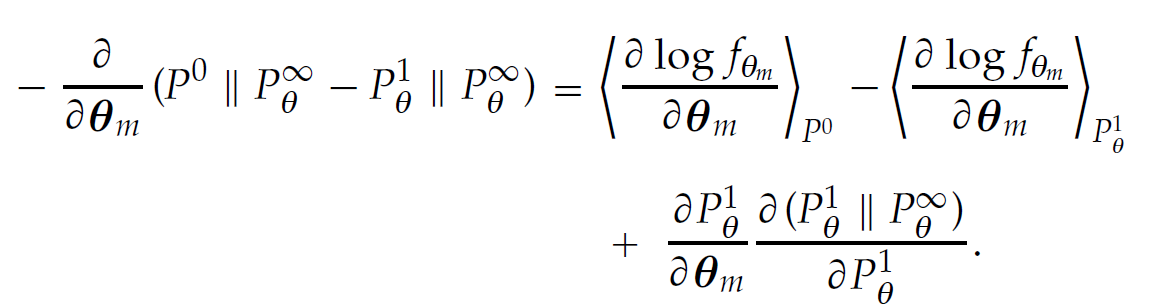 − ∂/∂θ_m (P^0 ∥ P_θ^∞ − P_θ^1 ∥ P_θ^∞) = ⟨∂ log f_{θ_m} / ∂θ_m⟩_{P^0} − ⟨∂ log f_{θ_m} / ∂θ_m⟩_{P_θ^1}
+ ∂P_θ^1/∂θ_m ∂(P_θ^1 ∥ P_θ^∞)/∂P_θ^1 .